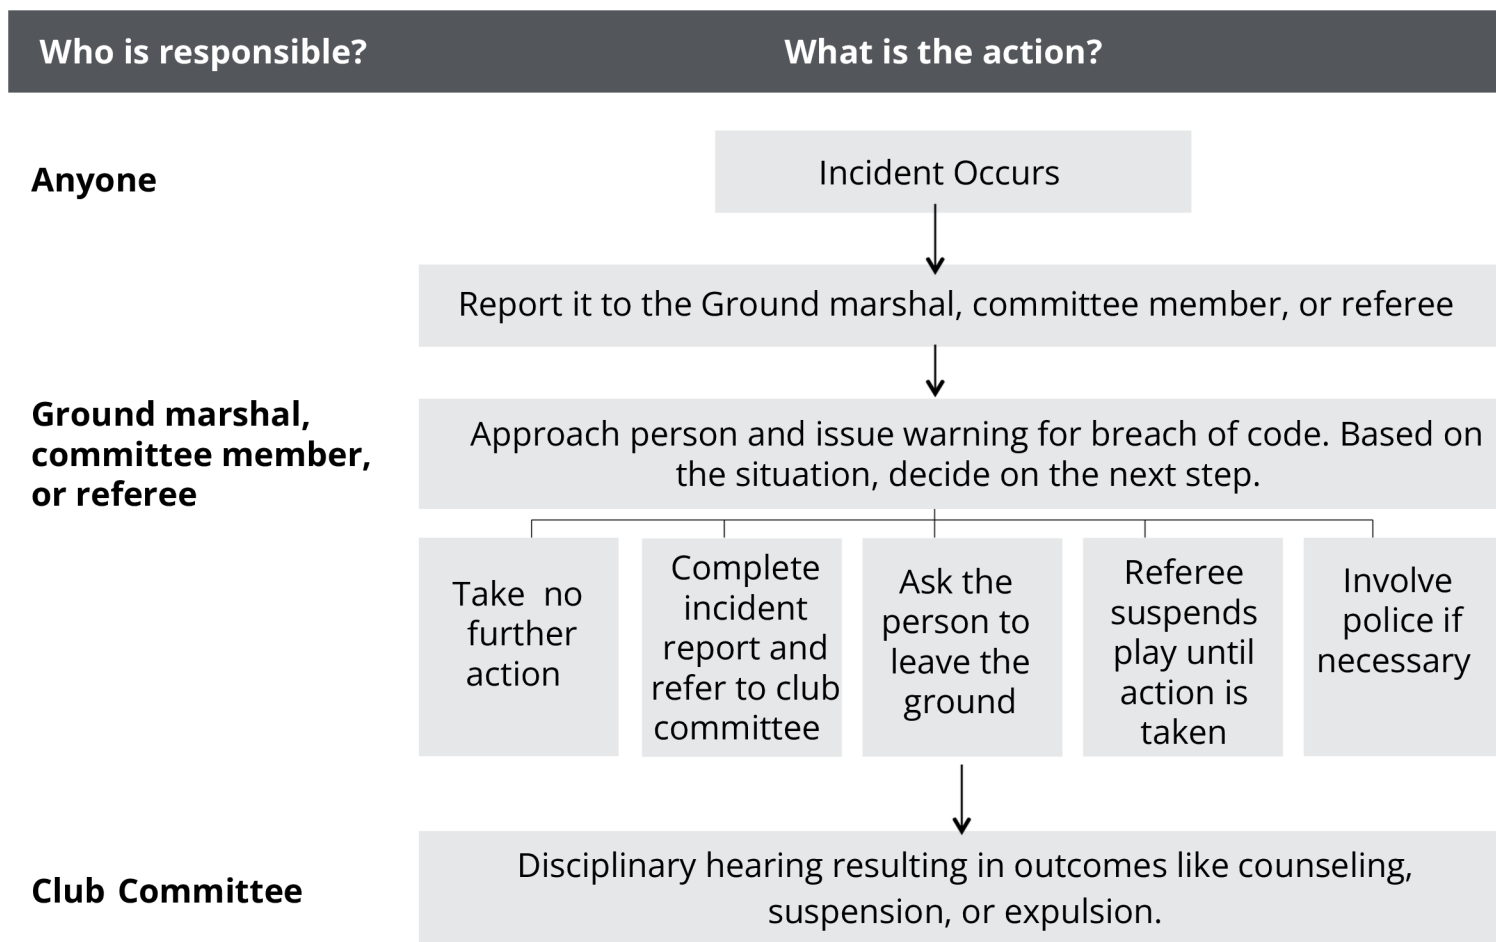 Who is responsible?
What is the action?
Anyone
Incident Occurs
Report it to the Ground marshal, committee member, or referee
Ground marshal,
committee member,
or referee
Approach person and issue warning for breach of code. Based on
the situation, decide on the next step.
Take no
further
action
Complete
incident
report and
refer to club
committee
Ask the
person to
leave the
ground
Referee
suspends
play until
action is
taken
Involve
police if
necessary
Club Committee
Disciplinary hearing resulting in outcomes like counseling,
suspension, or expulsion.